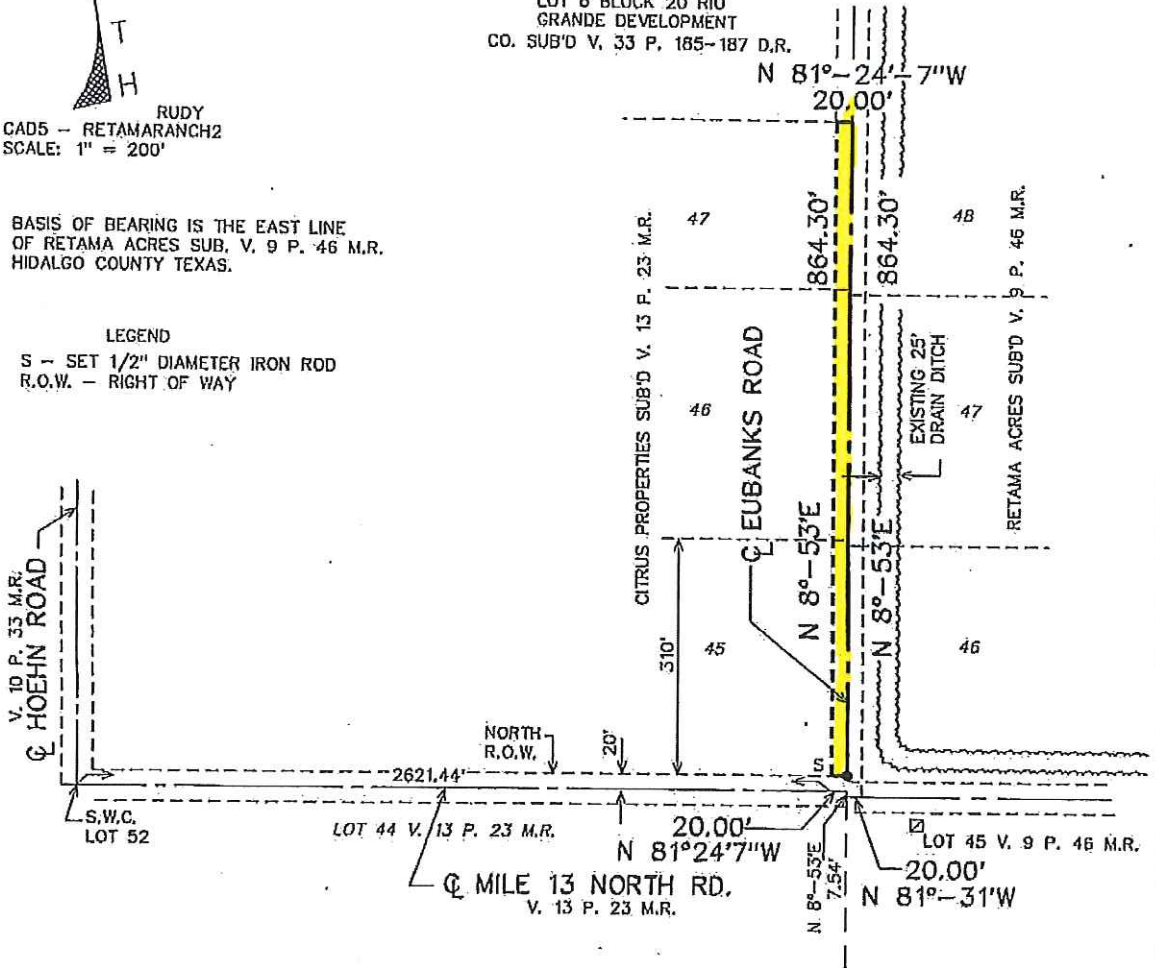 LOT 6 BLOCK 20 RIO
GRANDE DEVELOPMENT
CO. SUB'D V. 33 P. 185-187 D.R.
T
H
RUDY
CAD5 - RETAMARANCH2
SCALE: 1" = 200'
N 81°-24'-7"W
20.00'
BASIS OF BEARING IS THE EAST LINE
OF RETAMA ACRES SUB. V. 9 P. 46 M.R.
HIDALGO COUNTY TEXAS.
LEGEND
S - SET 1/2" DIAMETER IRON ROD
R.O.W. - RIGHT OF WAY
CITRUS PROPERTIES SUB'D V. 13 P. 23 M.R.
47
46
45
310'
℄ EUBANKS ROAD
864.30'
N 8°-53'E
864.30'
N 8°-53'E
EXISTING 25'
DRAIN DITCH
48
47
46
RETAMA ACRES SUB'D V. 9 P. 46 M.R.
V. 10 P. 33 M.R.
℄ HOEHN ROAD
NORTH
R.O.W.
20'
S
2621.44'
S.W.C.
LOT 52
LOT 44 V. 13 P. 23 M.R.
20.00'
N 81°24'7"W
℄ MILE 13 NORTH RD.
V. 13 P. 23 M.R.
N 8°-53'E
7.54'
LOT 45 V. 9 P. 46 M.R.
20.00'
N 81°-31'W